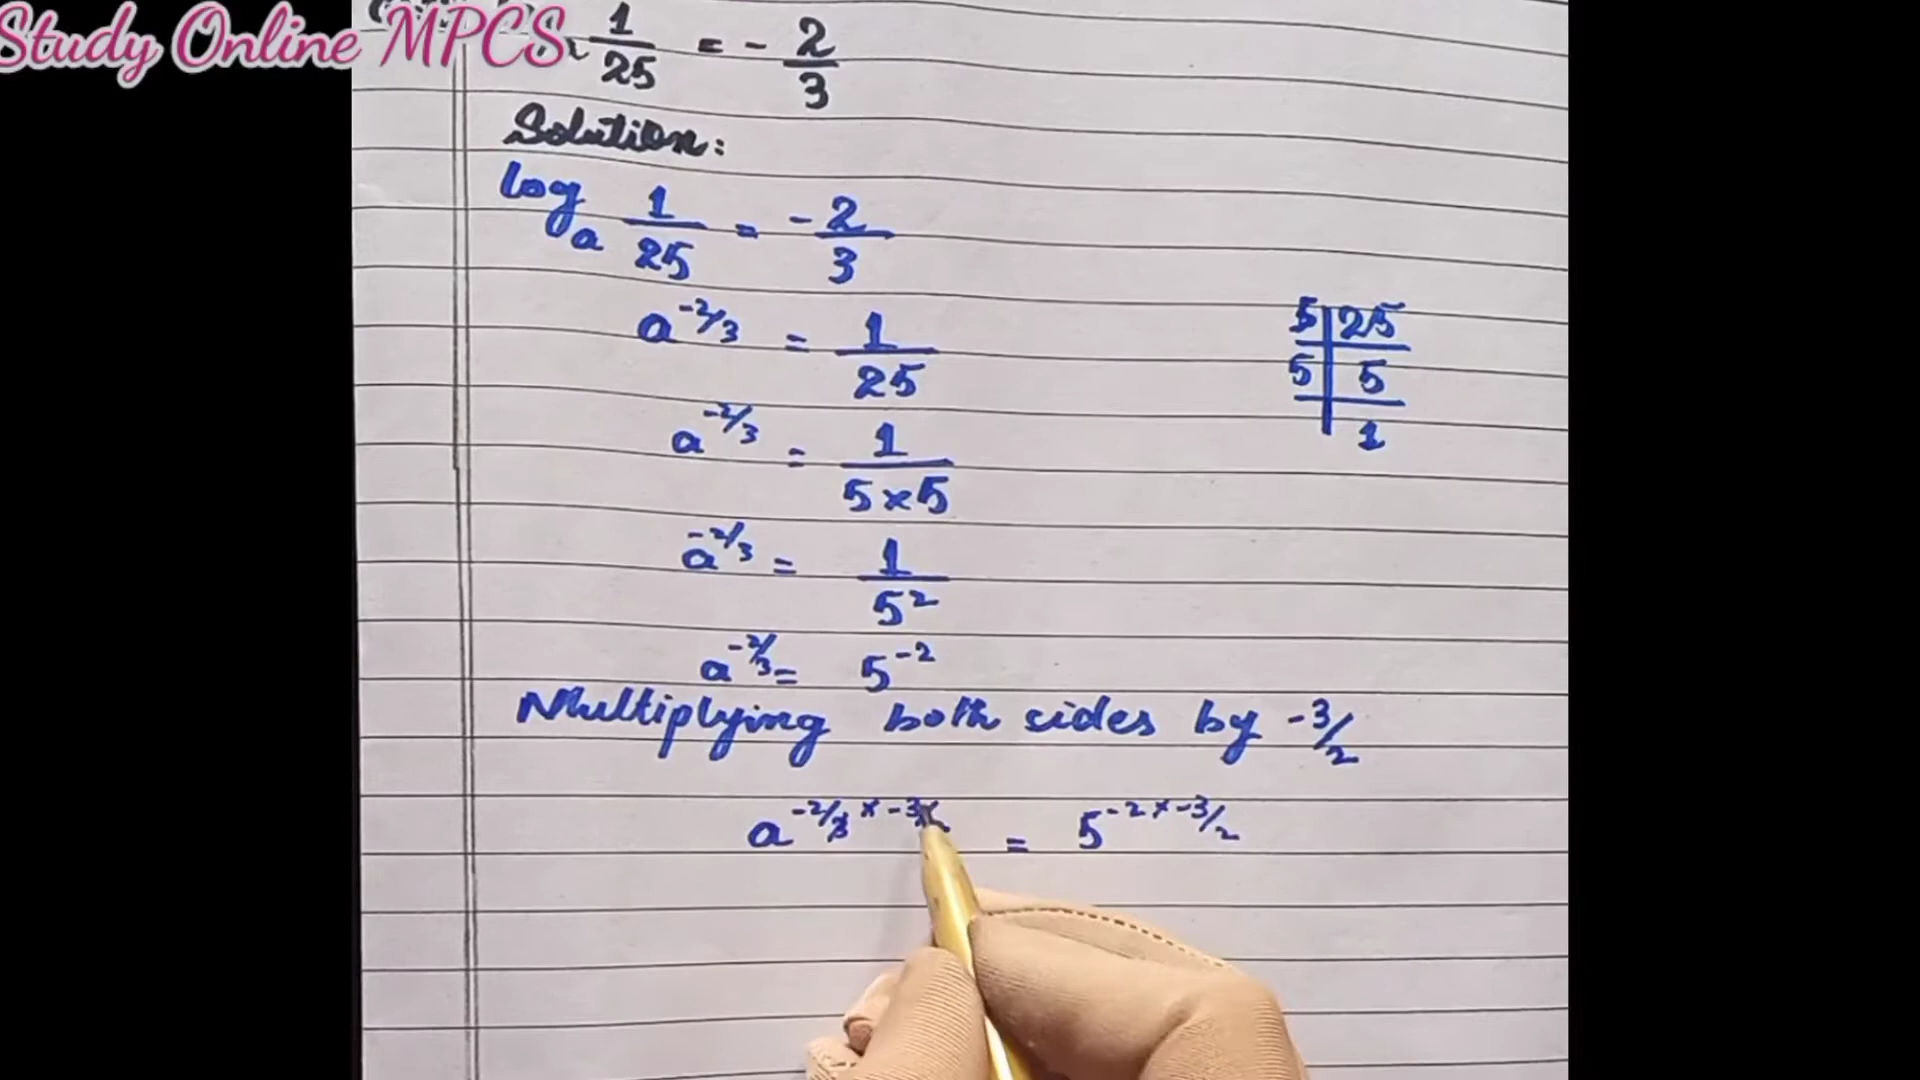 Study Online MPCS
1/25 = - 2/3
Solution:
log a 1/25 = - 2/3
a^-2/3 = 1/25
a^-2/3 = 1/(5×5)
a^-2/3 = 1/5²
a^-2/3 = 5^-2
Multiplying both sides by -3/2
a^-2/3 × -3/2 = 5^-2 × -3/2
5 | 25
5 | 5
1